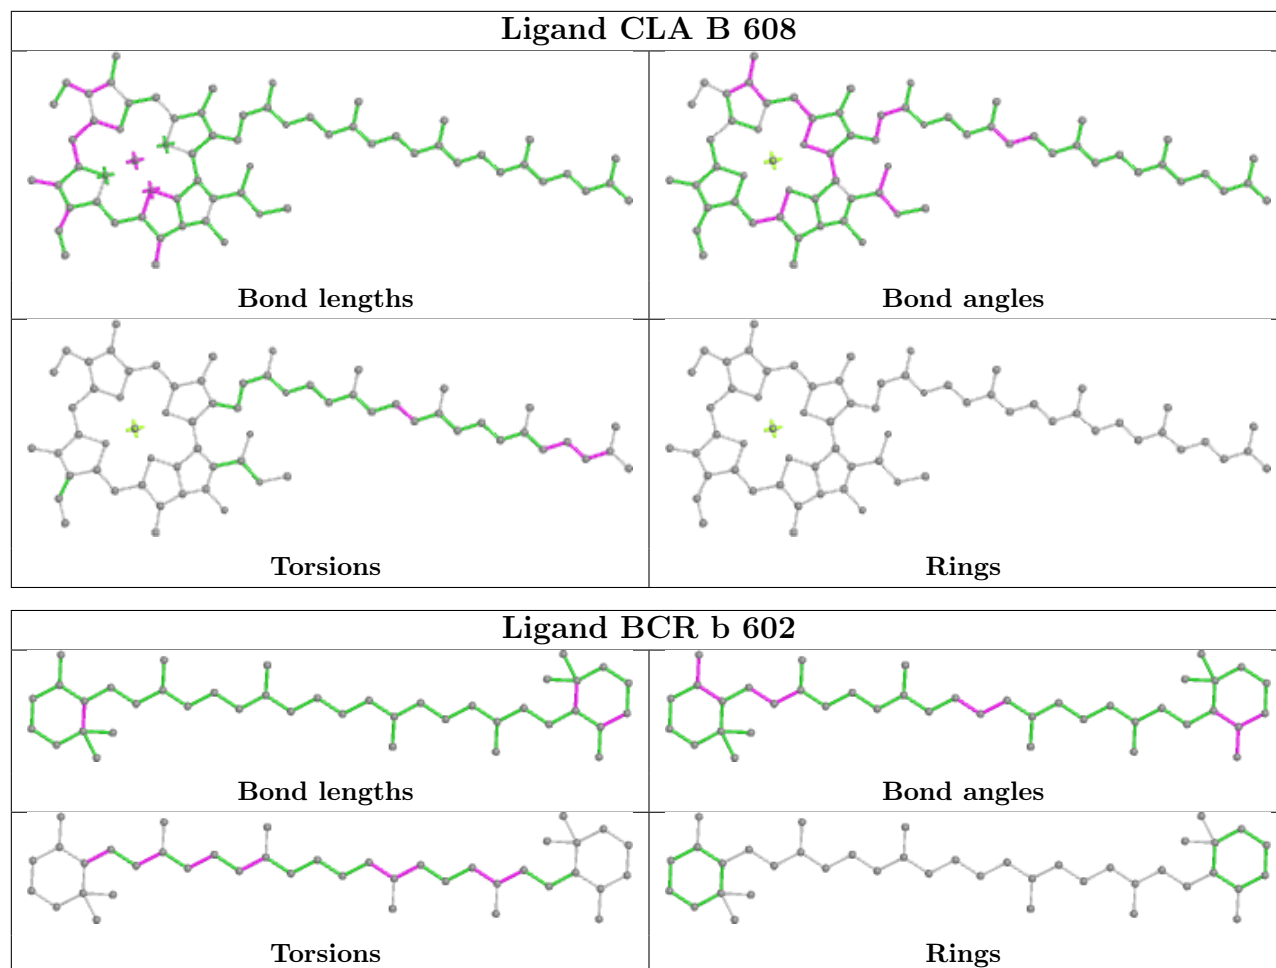 Ligand CLA B 608
Bond lengths
Bond angles
Torsions
Rings
Ligand BCR b 602
Bond lengths
Bond angles
Torsions
Rings